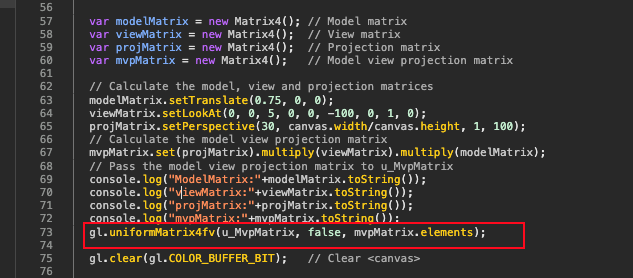 56
57 var modelMatrix = new Matrix4(); // Model matrix
58 var viewMatrix = new Matrix4(); // View matrix
59 var projMatrix = new Matrix4(); // Projection matrix
60 var mvpMatrix = new Matrix4(); // Model view projection matrix
61
62 // Calculate the model, view and projection matrices
63 modelMatrix.setTranslate(0.75, 0, 0);
64 viewMatrix.setLookAt(0, 0, 5, 0, 0, -100, 0, 1, 0);
65 projMatrix.setPerspective(30, canvas.width/canvas.height, 1, 100);
66 // Calculate the model view projection matrix
67 mvpMatrix.set(projMatrix).multiply(viewMatrix).multiply(modelMatrix);
68 // Pass the model view projection matrix to u_MvpMatrix
69 console.log("ModelMatrix:"+modelMatrix.toString());
70 console.log("viewMatrix:"+viewMatrix.toString());
71 console.log("projMatrix:"+projMatrix.toString());
72 console.log("mvpMatrix:"+mvpMatrix.toString());
73 gl.uniformMatrix4fv(u_MvpMatrix, false, mvpMatrix.elements);
74
75 gl.clear(gl.COLOR_BUFFER_BIT); // Clear <canvas>
76